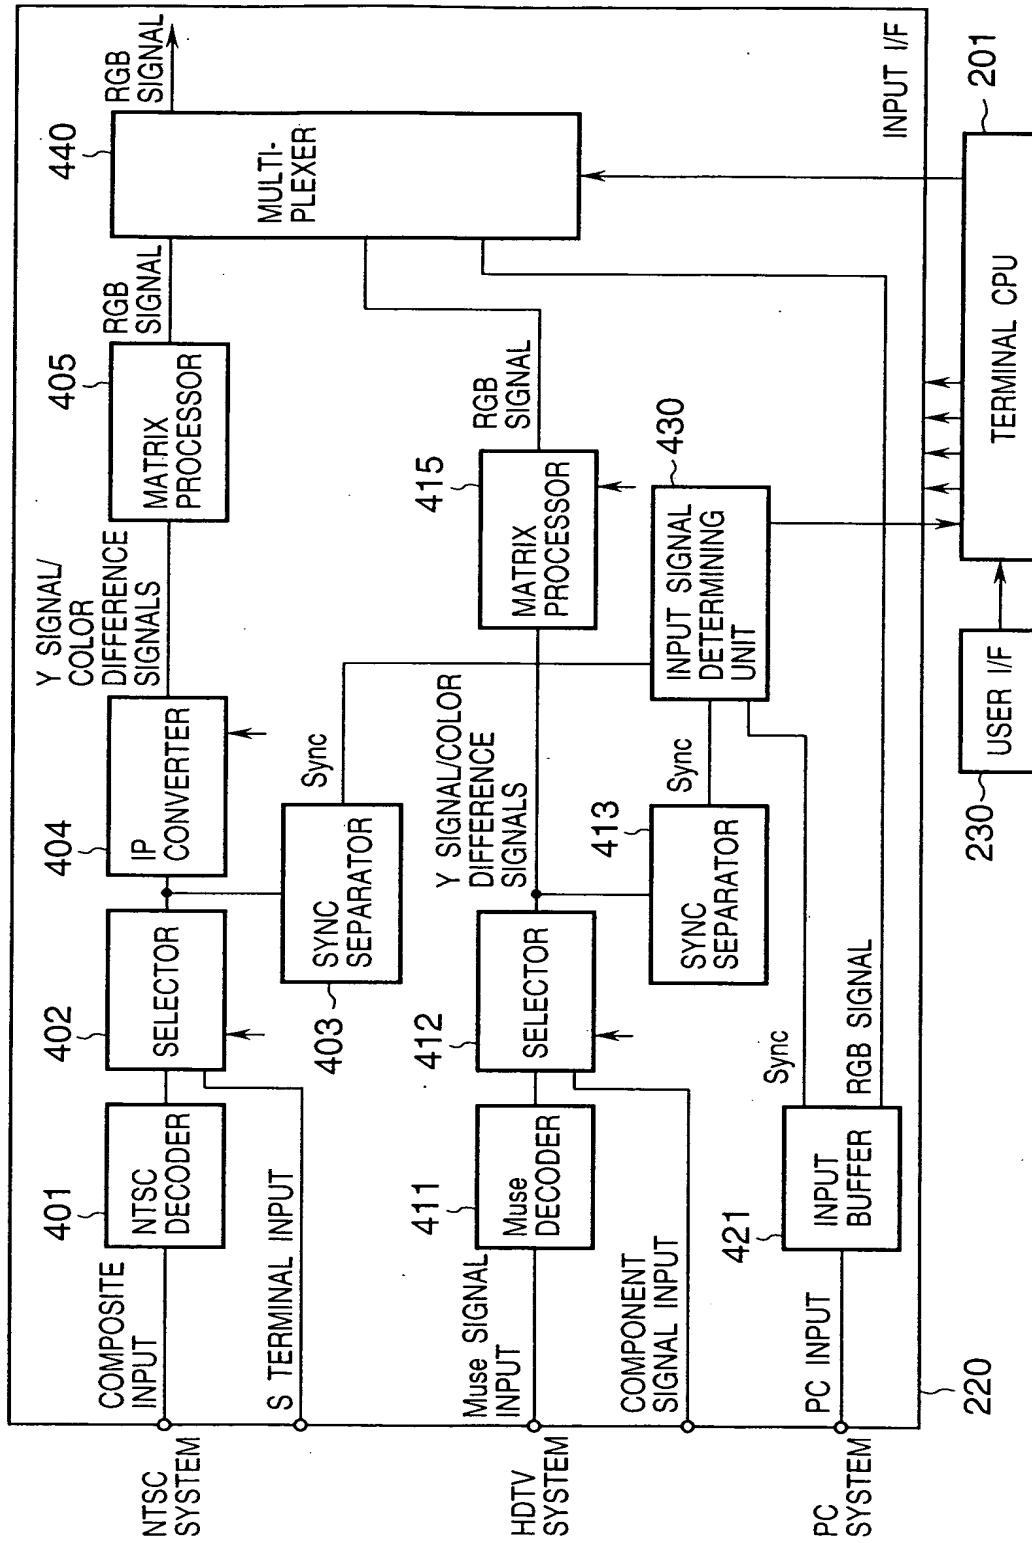 NTSC
SYSTEM
COMPOSITE
INPUT
401
NTSC
DECODER
402
SELECTOR
404
IP
CONVERTER
Y SIGNAL/
COLOR
DIFFERENCE
SIGNALS
405
MATRIX
PROCESSOR
RGB
SIGNAL
440
MULTI-
PLEXER
RGB
SIGNAL
S TERMINAL INPUT
403
SYNC
SEPARATOR
Sync
HDTV
SYSTEM
Muse SIGNAL
INPUT
411
Muse
DECODER
412
SELECTOR
Y SIGNAL/COLOR
DIFFERENCE
SIGNALS
415
MATRIX
PROCESSOR
RGB
SIGNAL
COMPONENT
SIGNAL INPUT
413
SYNC
SEPARATOR
Sync
430
INPUT SIGNAL
DETERMINING
UNIT
PC
SYSTEM
PC INPUT
421
INPUT
BUFFER
Sync
RGB SIGNAL
INPUT I/F
220
230
USER I/F
TERMINAL CPU
201